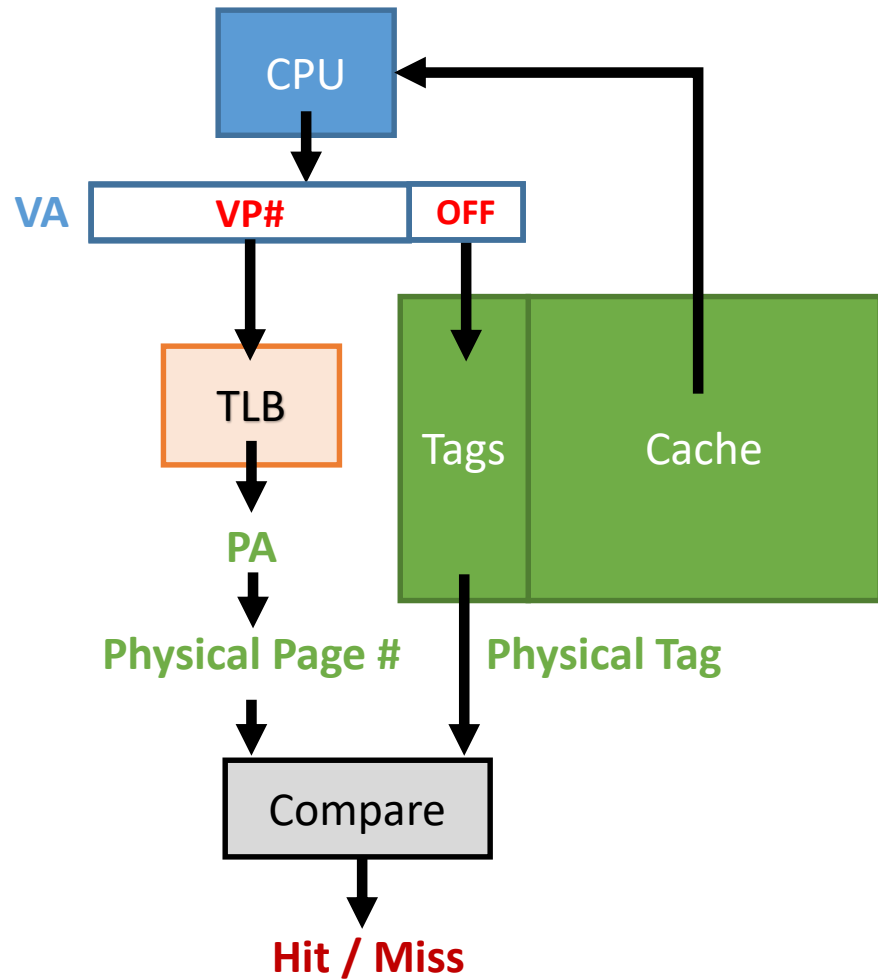 CPU
VA
VP#
OFF
TLB
Tags
Cache
PA
Physical Page #
Physical Tag
Compare
Hit / Miss